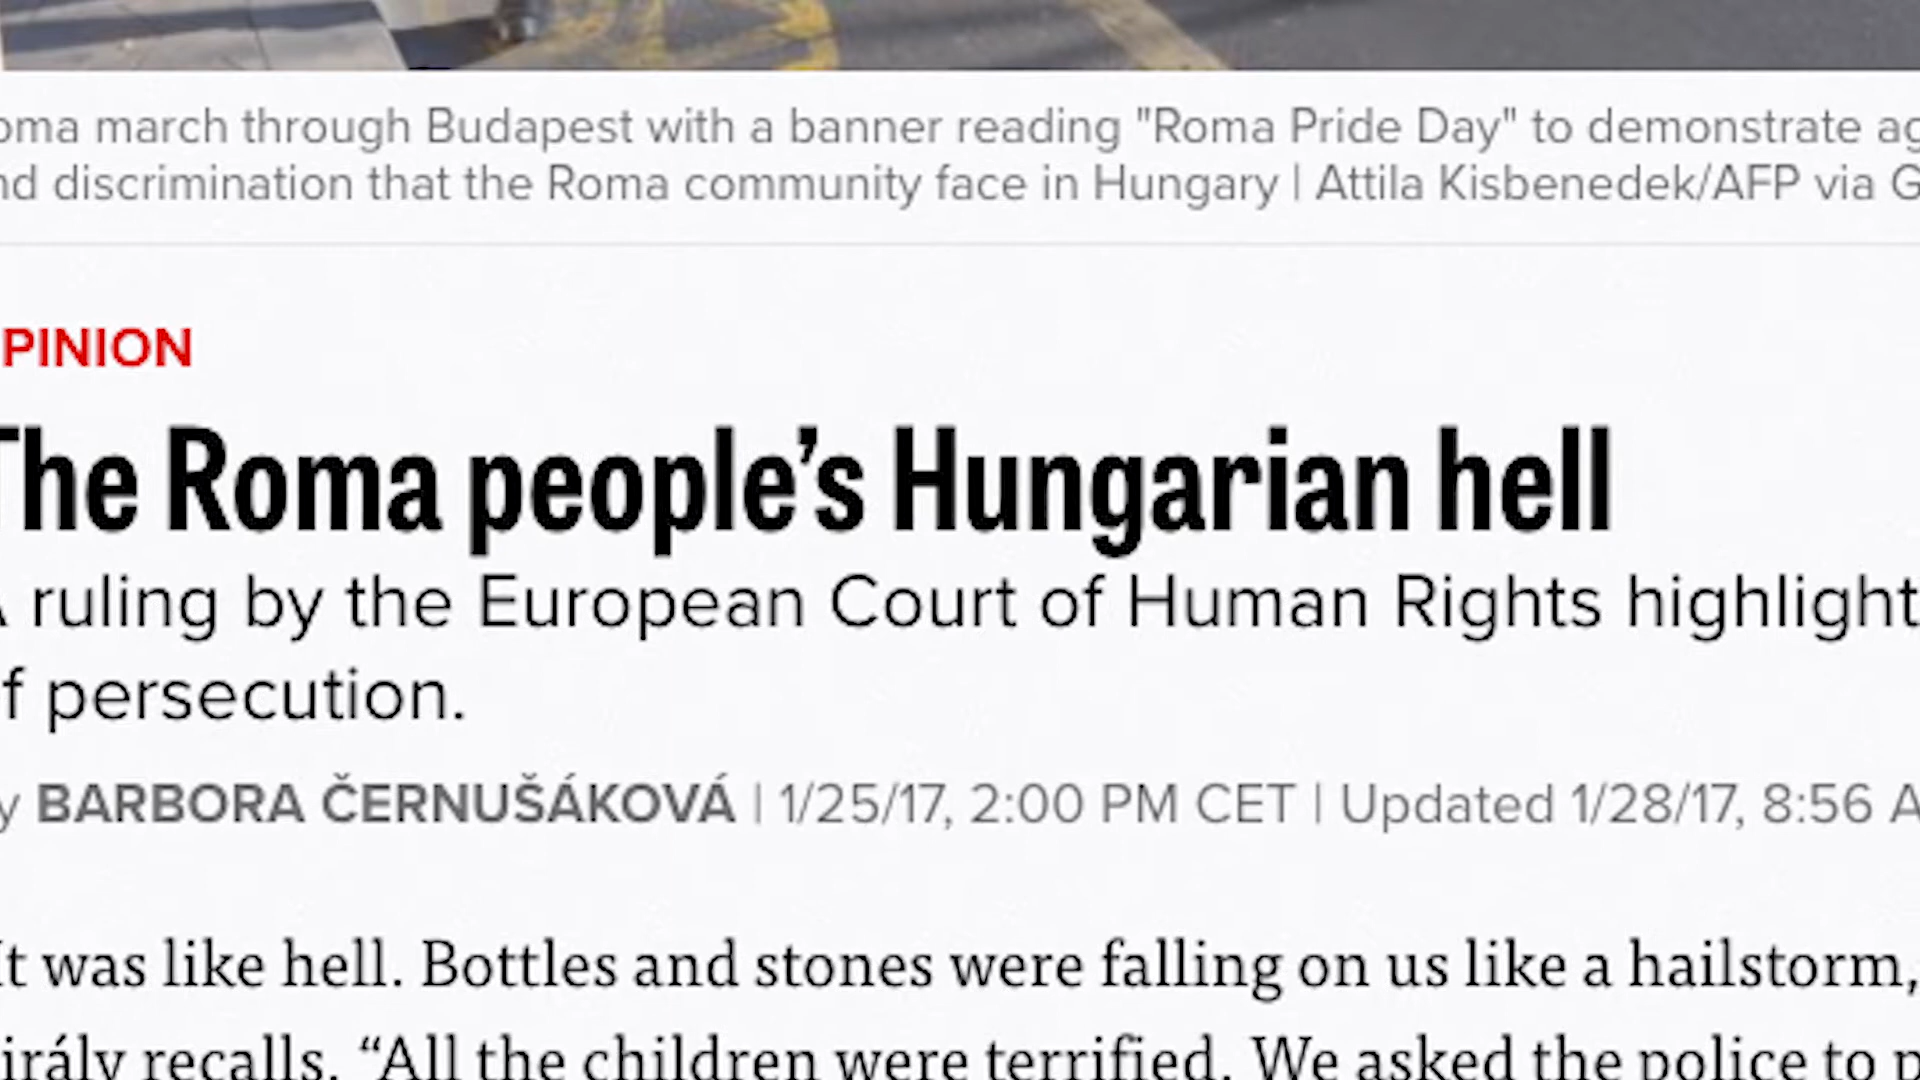 oma march through Budapest with a banner reading "Roma Pride Day" to demonstrate ag
nd discrimination that the Roma community face in Hungary | Attila Kisbenedek/AFP via G
PINION
The Roma people’s Hungarian hell
A ruling by the European Court of Human Rights highlight
f persecution.
y BARBORA ČERNUŠÁKOVÁ | 1/25/17, 2:00 PM CET | Updated 1/28/17, 8:56 A
It was like hell. Bottles and stones were falling on us like a hailstorm,
irály recalls. “All the children were terrified. We asked the police to p